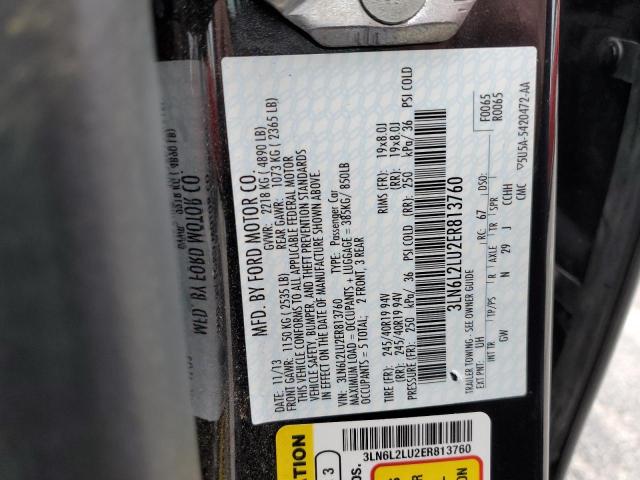 MFD. BY FORD MOTOR CO.
DATE: 11/13 GVWR: 2218 KG ( 4890 LB)
FRONT GAWR: 1150 KG ( 2535 LB) REAR GAWR: 1073 KG ( 2365 LB)
THIS VEHICLE CONFORMS TO ALL APPLICABLE FEDERAL MOTOR
VEHICLE SAFETY, BUMPER, AND THEFT PREVENTION STANDARDS
IN EFFECT ON THE DATE OF MANUFACTURE SHOWN ABOVE.
VIN: 3LN6L2LU2ER813760 TYPE: Passenger Car
MAXIMUM LOAD = OCCUPANTS + LUGGAGE = 385KG/ 850LB
OCCUPANTS = 5 TOTAL: 2 FRONT, 3 REAR
TIRE (FR): 245/40R19 94V RIMS (FR): 19x8.0J
(RR): 245/40R19 94V (RR): 19x8.0J
PRESSURE (FR): 250 kPa/ 36 PSI COLD (RR): 250 kPa/ 36 PSI COLD
3LN6L2LU2ER813760
TRAILER TOWING - SEE OWNER GUIDE
F0065
R0065
EXT PNT: UH RC: 67 DSO:
INT TR TP/PS R AXLE TR SPR
GW N 29 J CCHH
CMC ▽5U5A-5420472-AA
3LN6L2LU2ER813760
3